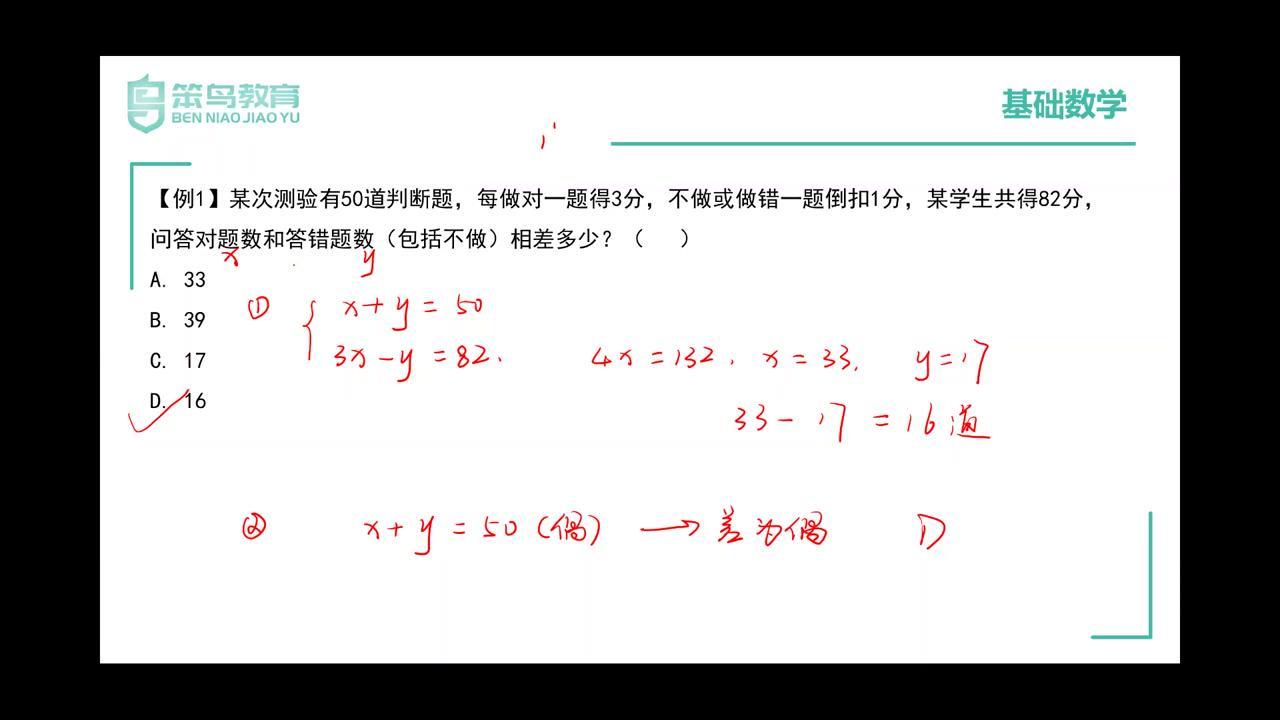 笨鸟教育
BEN NIAO JIAO YU
基础数学
【例1】某次测验有50道判断题，每做对一题得3分，不做或做错一题倒扣1分，某学生共得82分，
问答对题数和答错题数（包括不做）相差多少？（ ）
x y
A. 33
B. 39
C. 17
D. 16
① x+y=50
3x-y=82. 4x=132. x=33. y=17
33-17=16道
② x+y=50(偶) → 差为偶 D